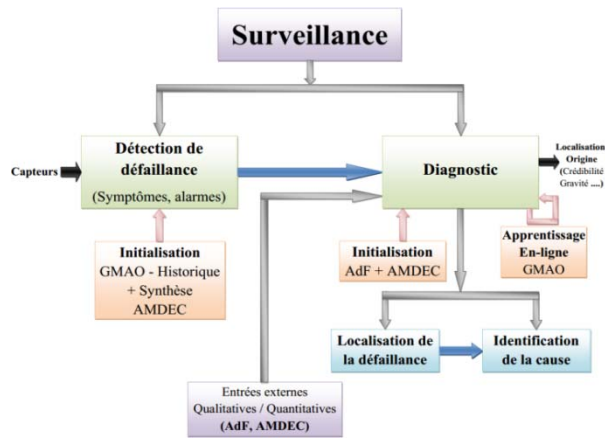 Surveillance
Détection de
défaillance
(Symptômes, alarmes)
Capteurs
Diagnostic
Localisation
Origine
(Crédibilité
Gravité ....)
Initialisation
GMAO - Historique
+ Synthèse
AMDEC
Initialisation
AdF + AMDEC
Apprentissage
En-ligne
GMAO
Localisation de
la défaillance
Identification
de la cause
Entrées externes
Qualitatives / Quantitatives
(AdF, AMDEC)